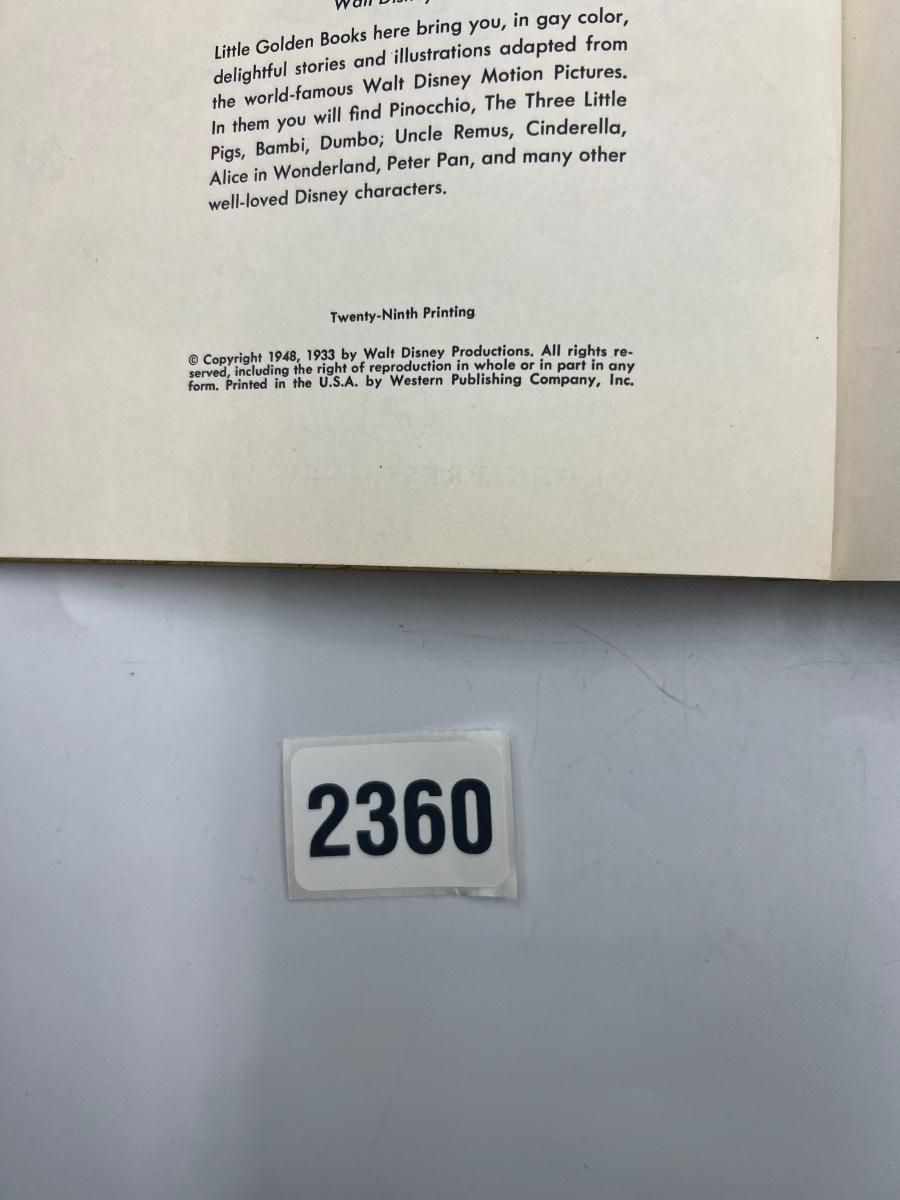 Walt Disney
Little Golden Books here bring you, in gay color,
delightful stories and illustrations adapted from
the world-famous Walt Disney Motion Pictures.
In them you will find Pinocchio, The Three Little
Pigs, Bambi, Dumbo; Uncle Remus, Cinderella,
Alice in Wonderland, Peter Pan, and many other
well-loved Disney characters.
Twenty-Ninth Printing
© Copyright 1948, 1933 by Walt Disney Productions. All rights re-
served, including the right of reproduction in whole or in part in any
form. Printed in the U.S.A. by Western Publishing Company, Inc.
2360